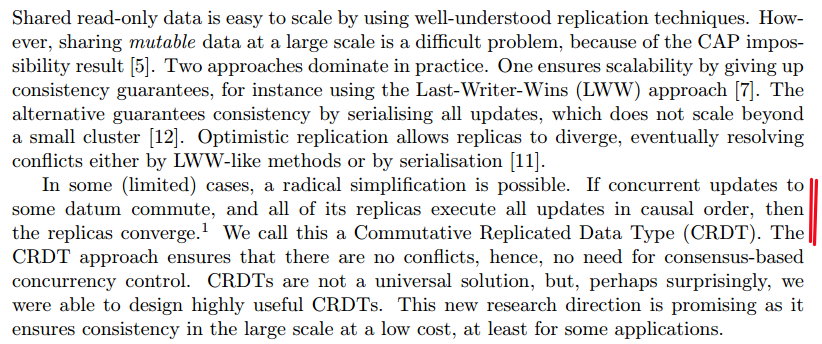 Shared read-only data is easy to scale by using well-understood replication techniques. How-
ever, sharing mutable data at a large scale is a difficult problem, because of the CAP impos-
sibility result [5]. Two approaches dominate in practice. One ensures scalability by giving up
consistency guarantees, for instance using the Last-Writer-Wins (LWW) approach [7]. The
alternative guarantees consistency by serialising all updates, which does not scale beyond
a small cluster [12]. Optimistic replication allows replicas to diverge, eventually resolving
conflicts either by LWW-like methods or by serialisation [11].
In some (limited) cases, a radical simplification is possible. If concurrent updates to
some datum commute, and all of its replicas execute all updates in causal order, then
the replicas converge.¹ We call this a Commutative Replicated Data Type (CRDT). The
CRDT approach ensures that there are no conflicts, hence, no need for consensus-based
concurrency control. CRDTs are not a universal solution, but, perhaps surprisingly, we
were able to design highly useful CRDTs. This new research direction is promising as it
ensures consistency in the large scale at a low cost, at least for some applications.